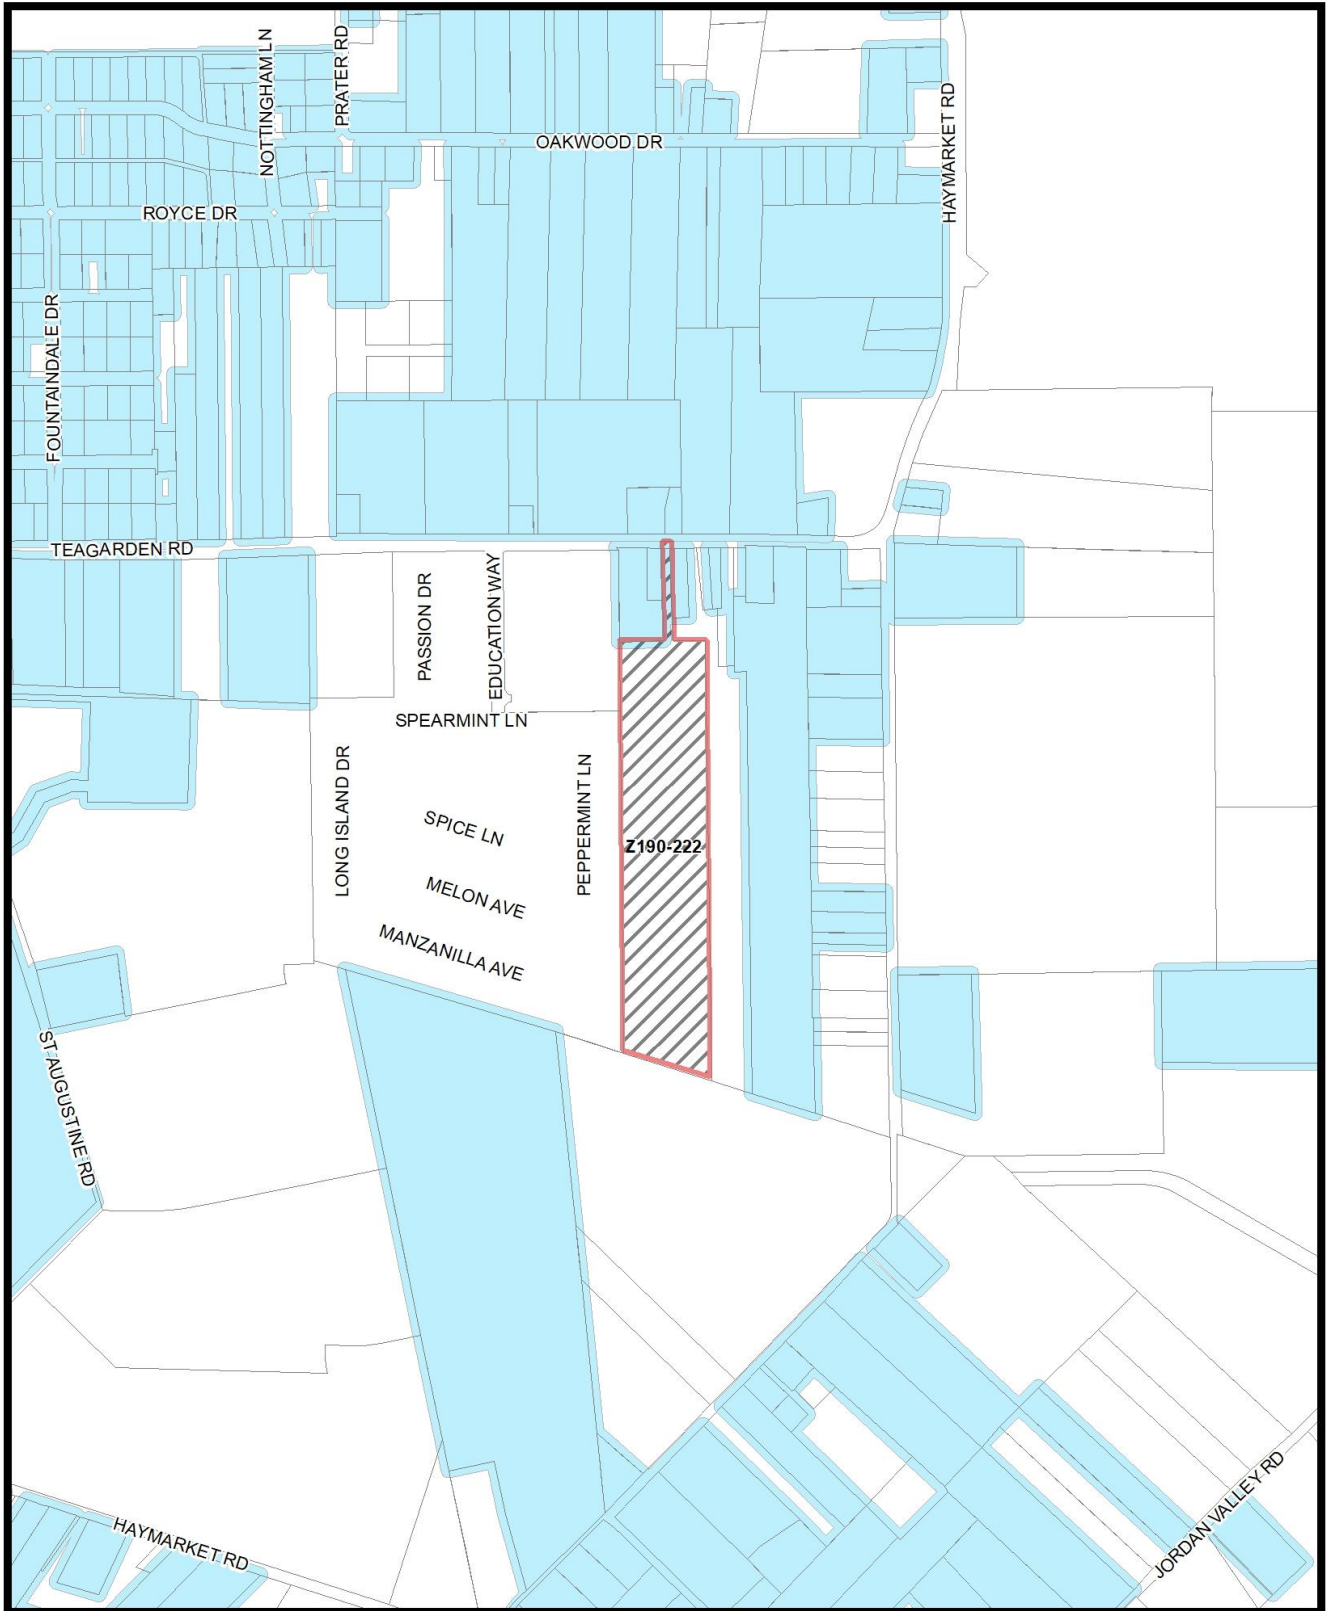 NOTTINGHAM LN
PRATER RD
OAKWOOD DR
HAYMARKET RD
ROYCE DR
FOUNTAINDALE DR
TEAGARDEN RD
PASSION DR
EDUCATION WAY
SPEARMINT LN
LONG ISLAND DR
PEPPERMINT LN
SPICE LN
Z190-222
MELON AVE
MANZANILLA AVE
ST AUGUSTINE RD
HAYMARKET RD
JORDAN VALLEY RD